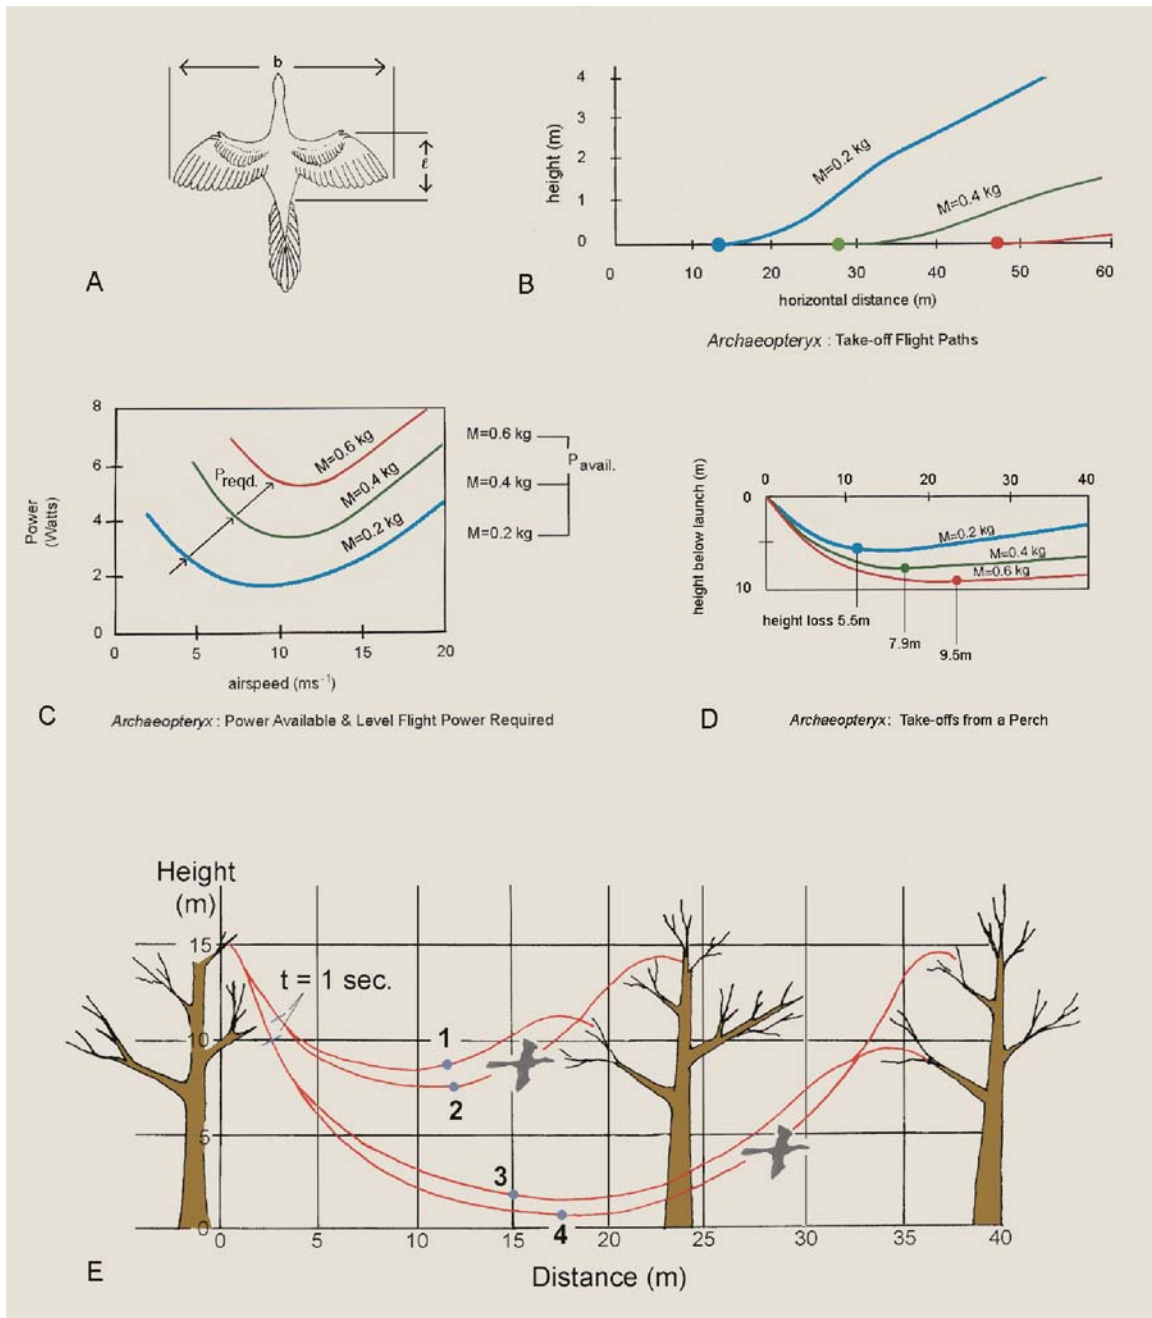 b
ℓ
A
height (m)
4
3
2
1
0
M=0.2 kg
M=0.4 kg
0 10 20 30 40 50 60
horizontal distance (m)
B
Archaeopteryx : Take-off Flight Paths
Power
(Watts)
8
6
4
2
0
Preqd.
M=0.6 kg
M=0.4 kg
M=0.2 kg
M=0.6 kg
M=0.4 kg
M=0.2 kg
Pavail.
0 5 10 15 20
airspeed (ms⁻¹)
C
Archaeopteryx : Power Available & Level Flight Power Required
height below launch (m)
0 10 20 30 40
0
10
M=0.2 kg
M=0.4 kg
M=0.6 kg
height loss 5.5m
7.9m
9.5m
D
Archaeopteryx: Take-offs from a Perch
Height
(m)
15
10
5
0
t = 1 sec.
1
2
3
4
0 5 10 15 20 25 30 35 40
Distance (m)
E